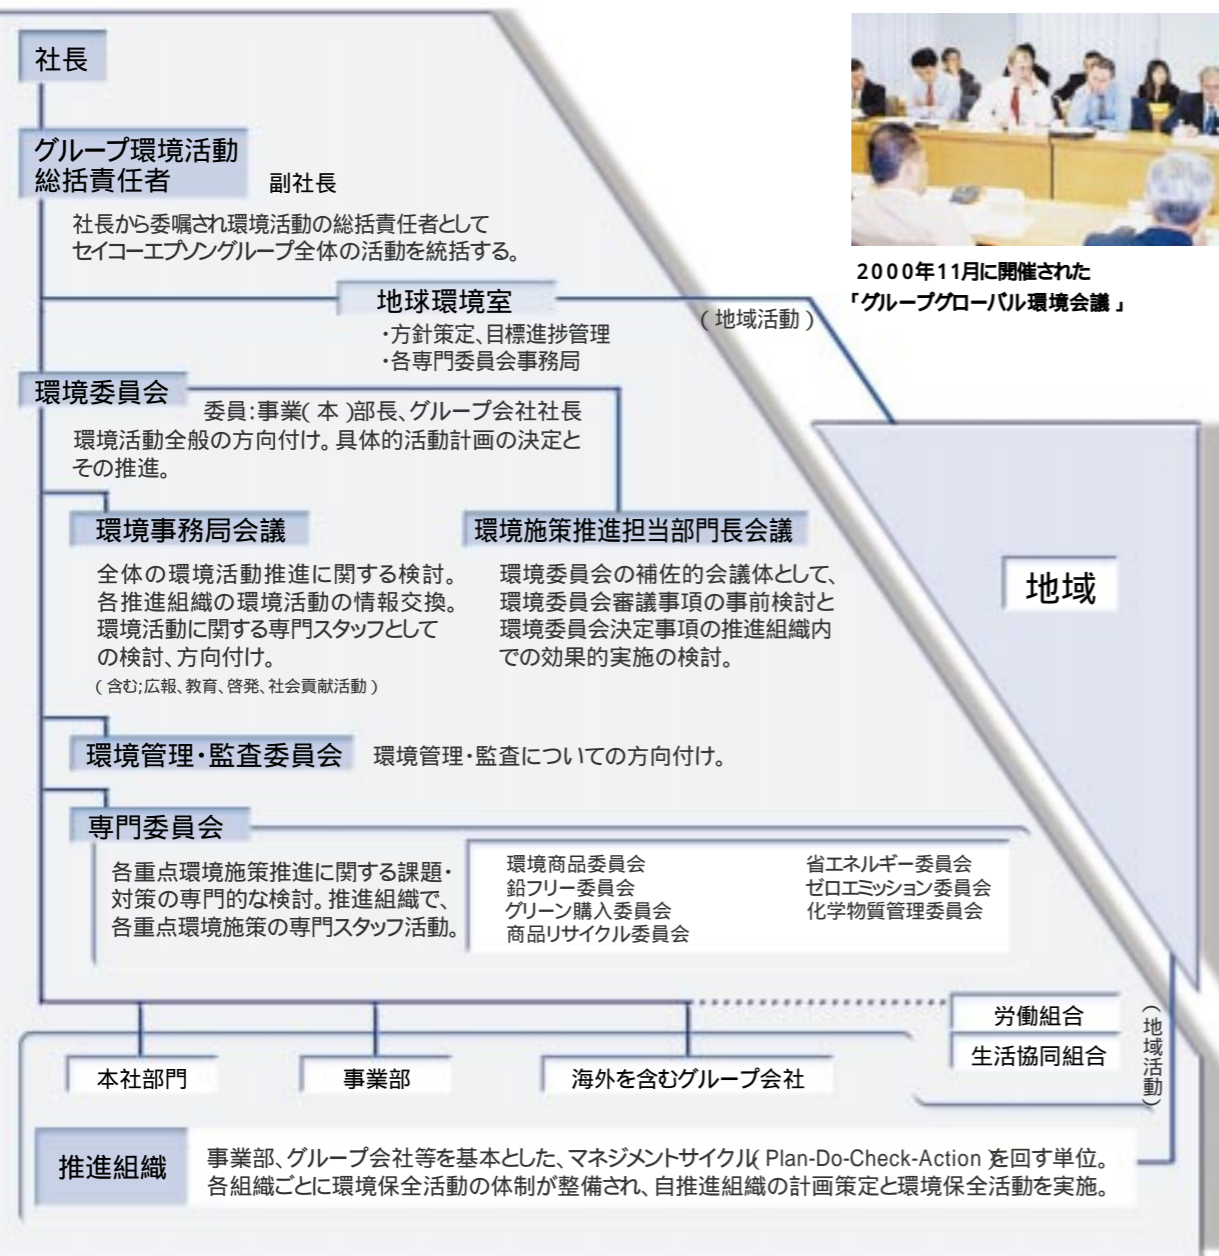 社長
グループ環境活動
総括責任者
副社長
社長から委嘱され環境活動の総括責任者として
セイコーエプソングループ全体の活動を統括する。
2000年11月に開催された
「グループグローバル環境会議」
地球環境室
・方針策定、目標進捗管理
・各専門委員会事務局
(地域活動)
環境委員会
委員:事業(本)部長、グループ会社社長
環境活動全般の方向付け。具体的活動計画の決定と
その推進。
環境事務局会議
全体の環境活動推進に関する検討。
各推進組織の環境活動の情報交換。
環境活動に関する専門スタッフとして
の検討、方向付け。
(含む;広報、教育、啓発、社会貢献活動)
環境施策推進担当部門長会議
環境委員会の補佐的会議体として、
環境委員会審議事項の事前検討と
環境委員会決定事項の推進組織内
での効果的実施の検討。
地域
環境管理・監査委員会
環境管理・監査についての方向付け。
専門委員会
各重点環境施策推進に関する課題・
対策の専門的な検討。推進組織で、
各重点環境施策の専門スタッフ活動。
環境商品委員会
鉛フリー委員会
グリーン購入委員会
商品リサイクル委員会
省エネルギー委員会
ゼロエミッション委員会
化学物質管理委員会
労働組合
生活協同組合
(地域活動)
本社部門
事業部
海外を含むグループ会社
推進組織
事業部、グループ会社等を基本とした、マネジメントサイクル(Plan-Do-Check-Action)を回す単位。
各組織ごとに環境保全活動の体制が整備され、自推進組織の計画策定と環境保全活動を実施。